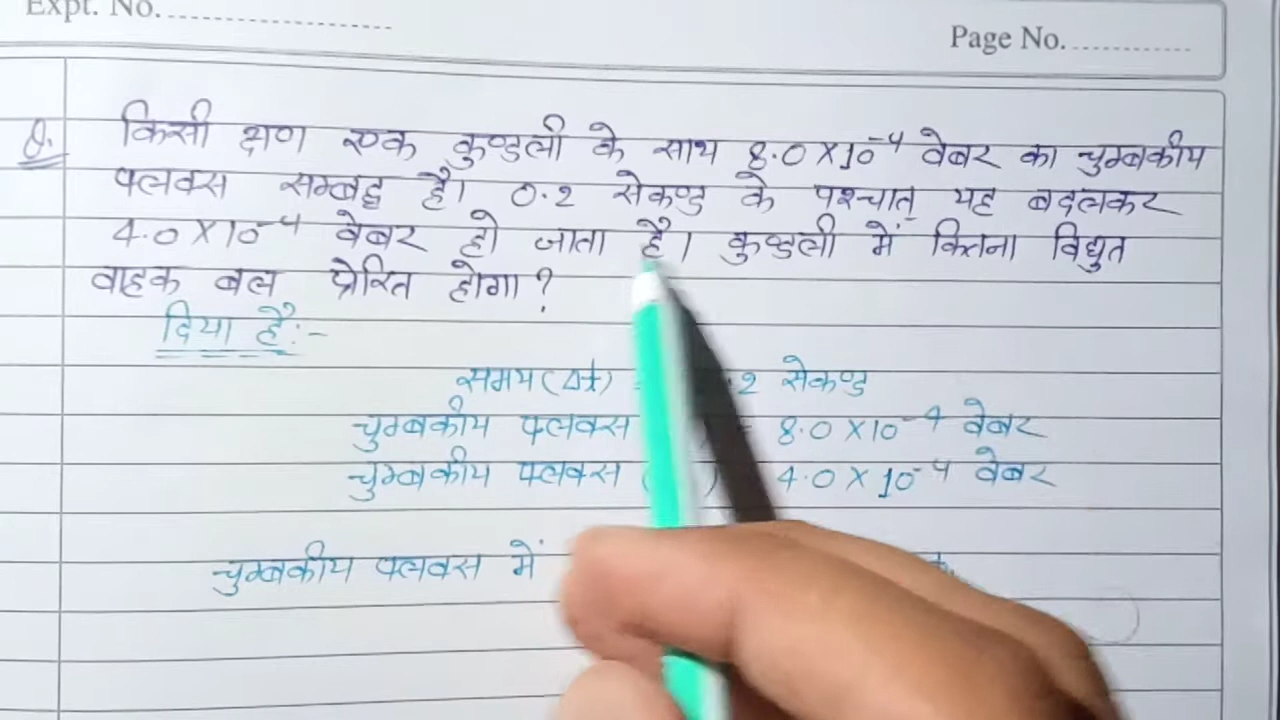 Expt. No.
Page No.
Q. किसी क्षण एक कुण्डली के साथ 8.0 X 10⁻⁴ वेबर का चुम्बकीय
फ्लक्स सम्बद्ध है। 0.2 सेकण्ड के पश्चात् यह बदलकर
4.0 X 10⁻⁴ वेबर हो जाता है। कुण्डली में कितना विद्युत
वाहक बल प्रेरित होगा ?
दिया है:-
समय (Δt) .2 सेकण्ड
चुम्बकीय फ्लक्स ) = 8.0 X 10⁻⁴ वेबर
चुम्बकीय फ्लक्स ( ) 4.0 X 10⁻⁴ वेबर
चुम्बकीय फ्लक्स में